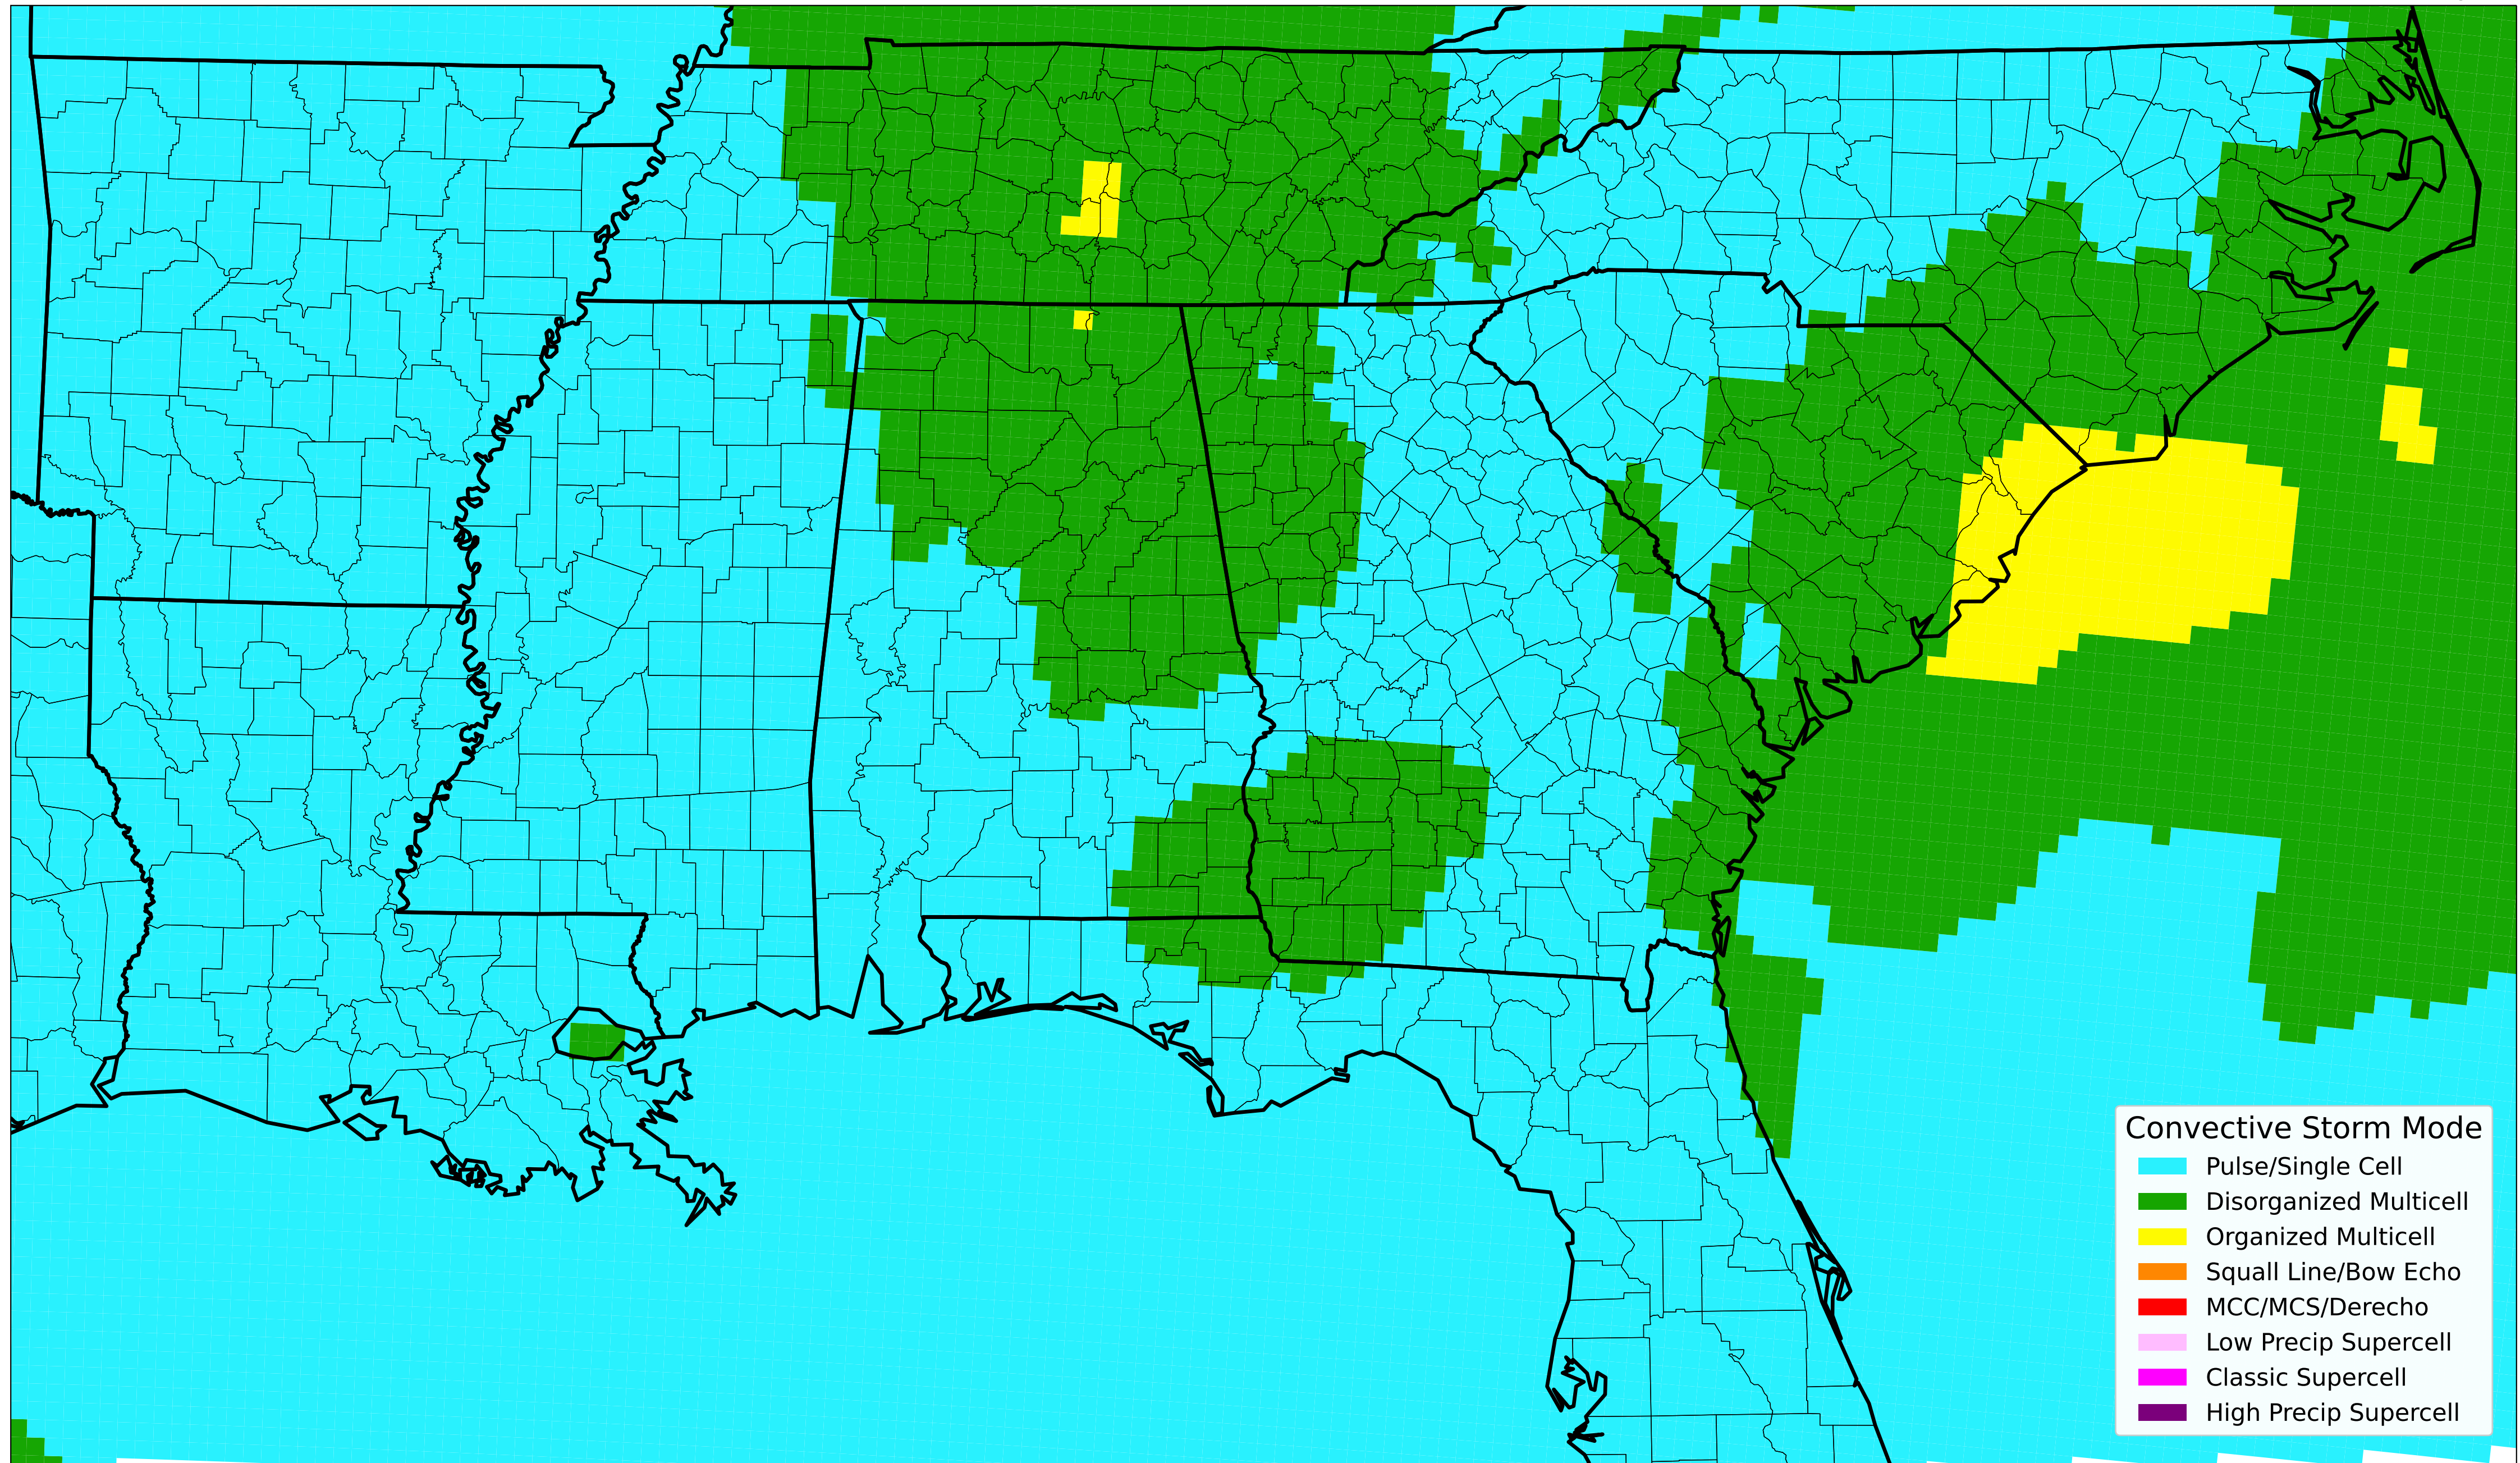 Convective Storm Mode
Pulse/Single Cell
Disorganized Multicell
Organized Multicell
Squall Line/Bow Echo
MCC/MCS/Derecho
Low Precip Supercell
Classic Supercell
High Precip Supercell